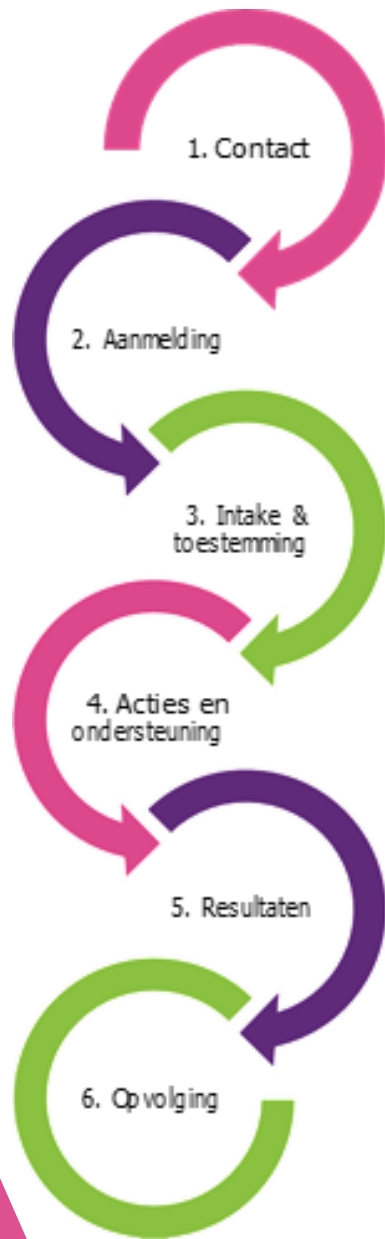 1. Contact
2. Aanmelding
3. Intake &
toestemming
4. Acties en
ondersteuning
5. Resultaten
6. Opvolging